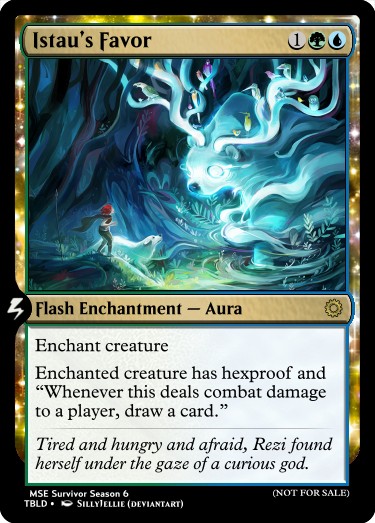 Istau's Favor 1
Flash Enchantment — Aura
Enchant creature
Enchanted creature has hexproof and
“Whenever this deals combat damage
to a player, draw a card.”
Tired and hungry and afraid, Rezi found
herself under the gaze of a curious god.
MSE Survivor Season 6 (NOT FOR SALE)
TBLD • SillyJellie (deviantart)